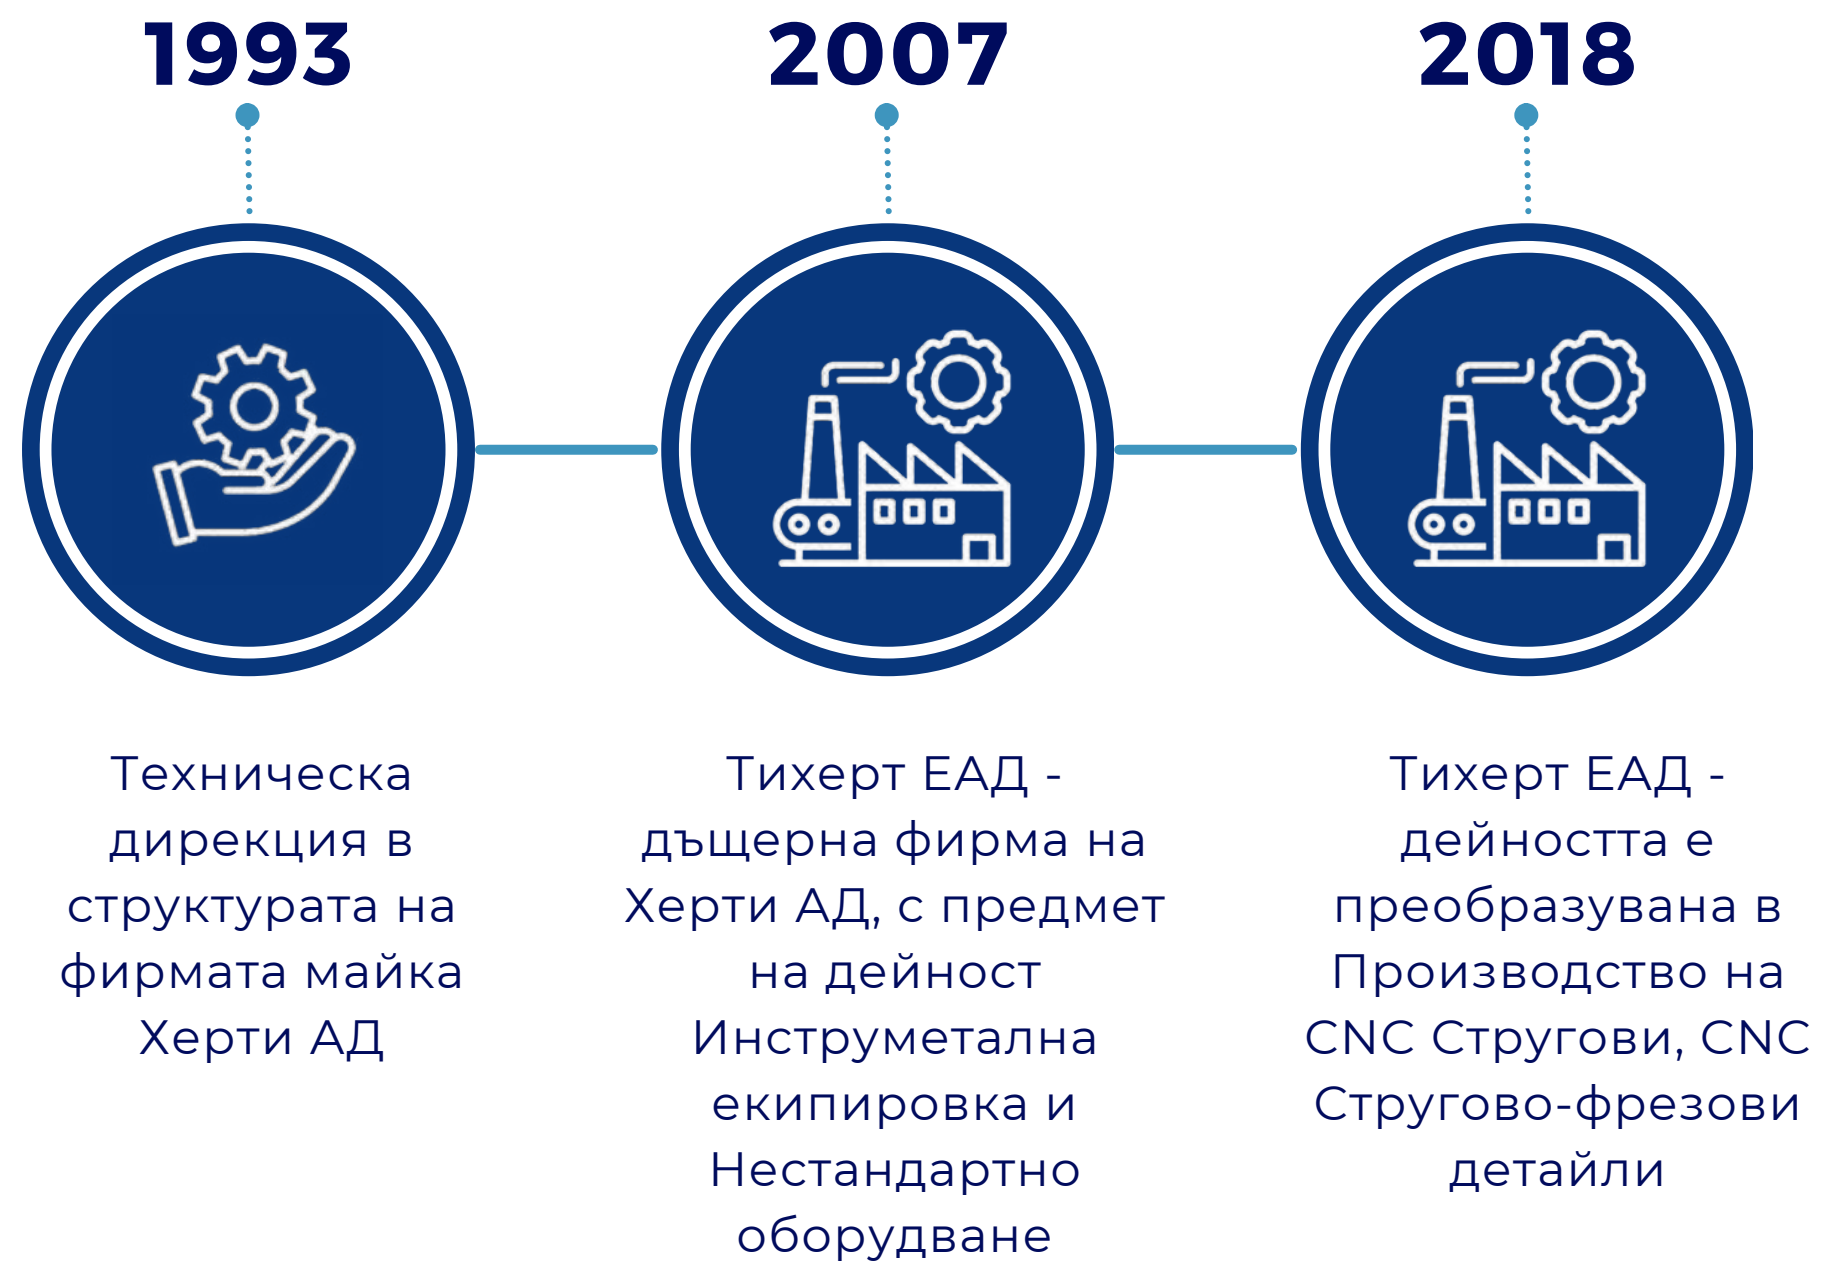 1993
Техническа
дирекция в
структурата на
фирмата майка
Херти АД
2007
Тихерт ЕАД -
дъщерна фирма на
Херти АД, с предмет
на дейност
Инструметална
екипировка и
Нестандартно
оборудване
2018
Тихерт ЕАД -
дейността е
преобразувана в
Производство на
CNC Стругови, CNC
Стругово-фрезови
детайли